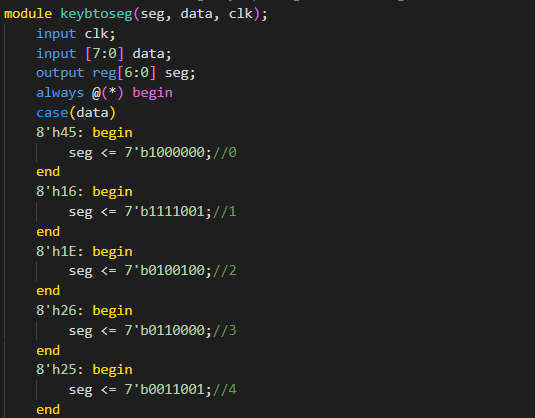 module keybtoseg(seg, data, clk);
    input clk;
    input [7:0] data;
    output reg[6:0] seg;
    always @(*) begin
    case(data)
    8'h45: begin
        seg <= 7'b1000000;//0
    end
    8'h16: begin
        seg <= 7'b1111001;//1
    end
    8'h1E: begin
        seg <= 7'b0100100;//2
    end
    8'h26: begin
        seg <= 7'b0110000;//3
    end
    8'h25: begin
        seg <= 7'b0011001;//4
    end